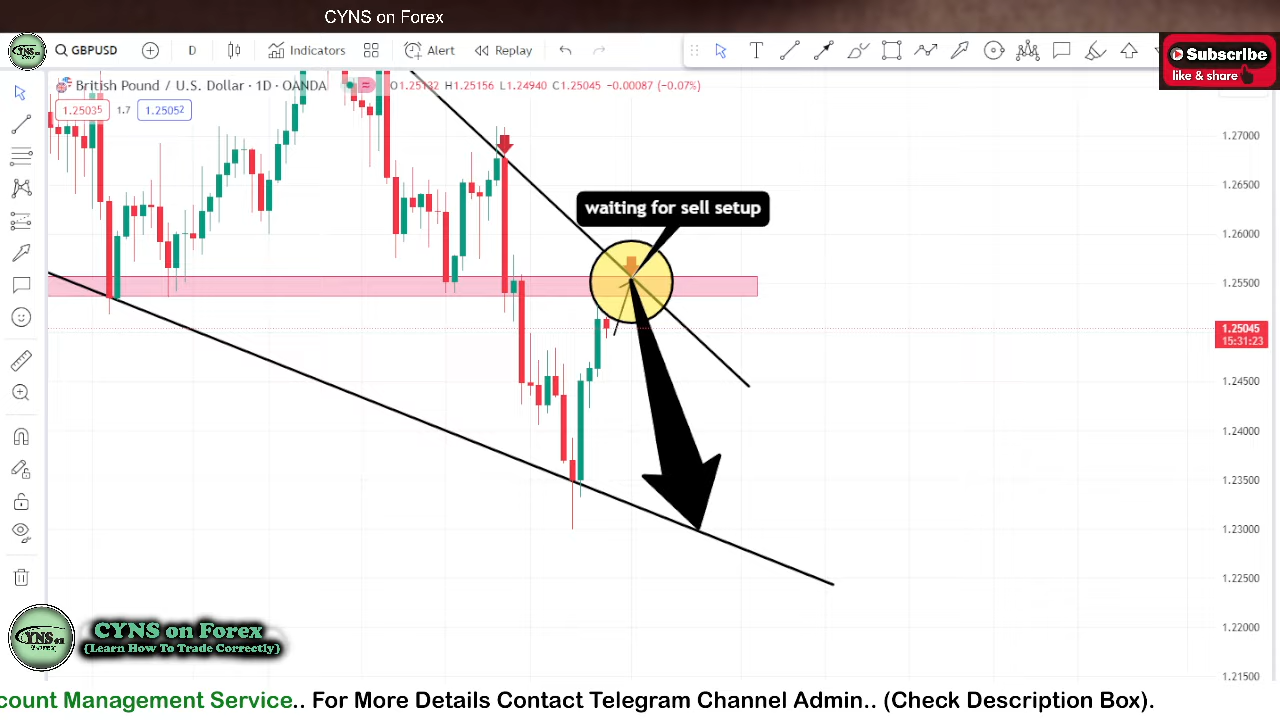 CYNS on Forex
GBPUSD
D
Indicators
Alert
Replay
Subscribe
like & share
British Pound / U.S. Dollar · 1D · OANDA
O1.25132 H1.25156 L1.24940 C1.25045 −0.00087 (−0.07%)
1.25035
1.7
1.25052
waiting for sell setup
1.27000
1.26500
1.26000
1.25500
1.25045
15:31:23
1.24500
1.24000
1.23500
1.23000
1.22500
1.22000
1.21500
CYNS on Forex
{Learn How To Trade Correctly}
count Management Service.. For More Details Contact Telegram Channel Admin.. (Check Description Box).